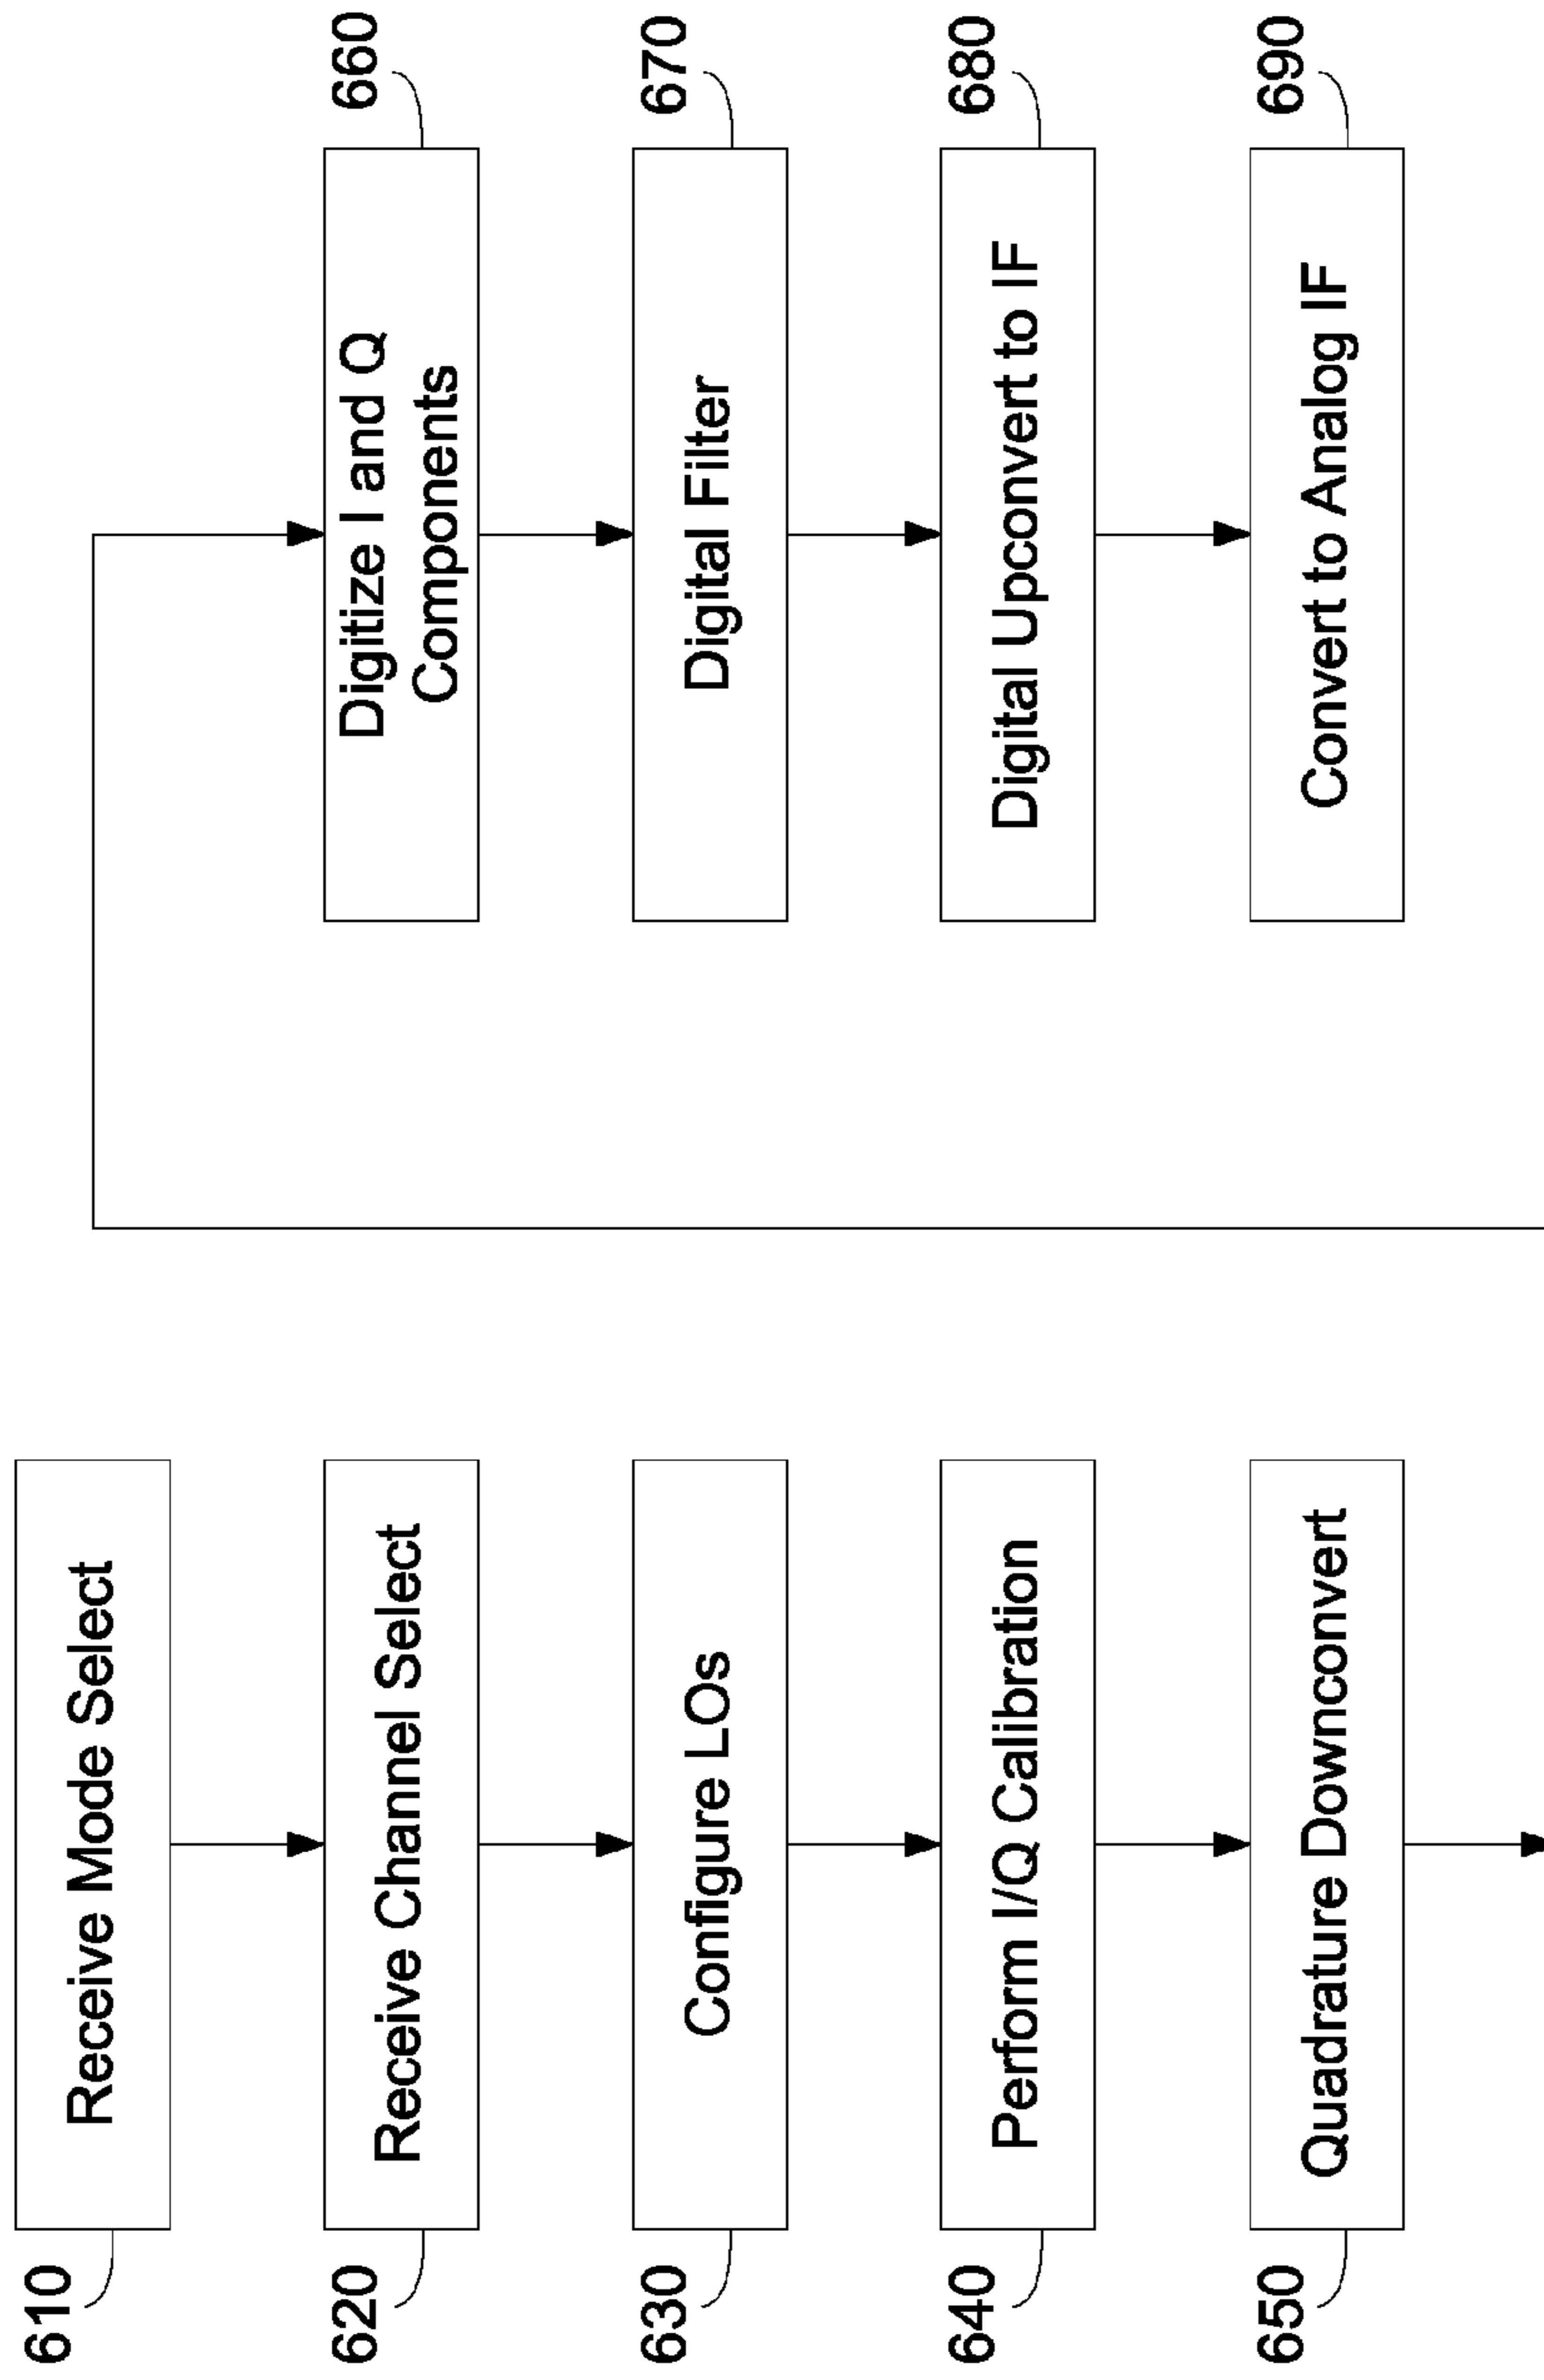 610
Receive Mode Select
620
Receive Channel Select
630
Configure LOs
640
Perform I/Q Calibration
650
Quadrature Downconvert
Digitize I and Q
Components
660
Digital Filter
670
Digital Upconvert to IF
680
Convert to Analog IF
690